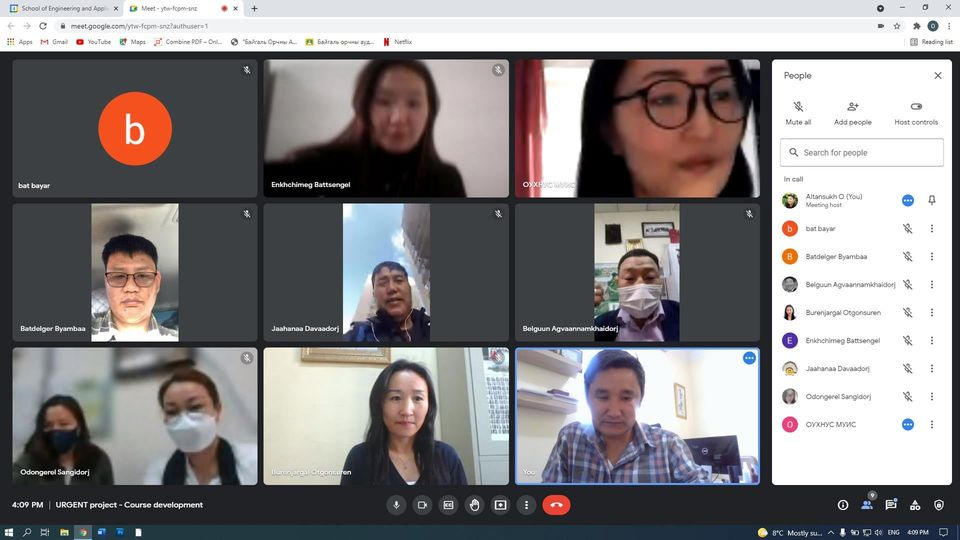 School of Engineering and Applie
Meet - ytw-fcpm-snz
meet.google.com/ytw-fcpm-snz?authuser=1
Apps
Gmail
YouTube
Maps
Combine PDF – Onl...
"Байгаль Орчны А...
Байгаль орчны ауд...
Netflix
Reading list
b
bat bayar
Enkhchimeg Battsengel
ОУХНУС МУИС
Batdelger Byambaa
Jaahanaa Davaadorj
Belguun Agvaannamkhaidorj
Odongerel Sangidorj
Burenjargal Otgonsuren
You
People
Mute all
Add people
Host controls
Search for people
In call
Altansukh O (You)
Meeting host
b
bat bayar
B
Batdelger Byambaa
Belguun Agvaannamkhaidorj
Burenjargal Otgonsuren
E
Enkhchimeg Battsengel
Jaahanaa Davaadorj
Odongerel Sangidorj
O
ОУХНУС МУИС
4:09 PM | URGENT project - Course development
9
8°C Mostly su...
ENG
4:09 PM